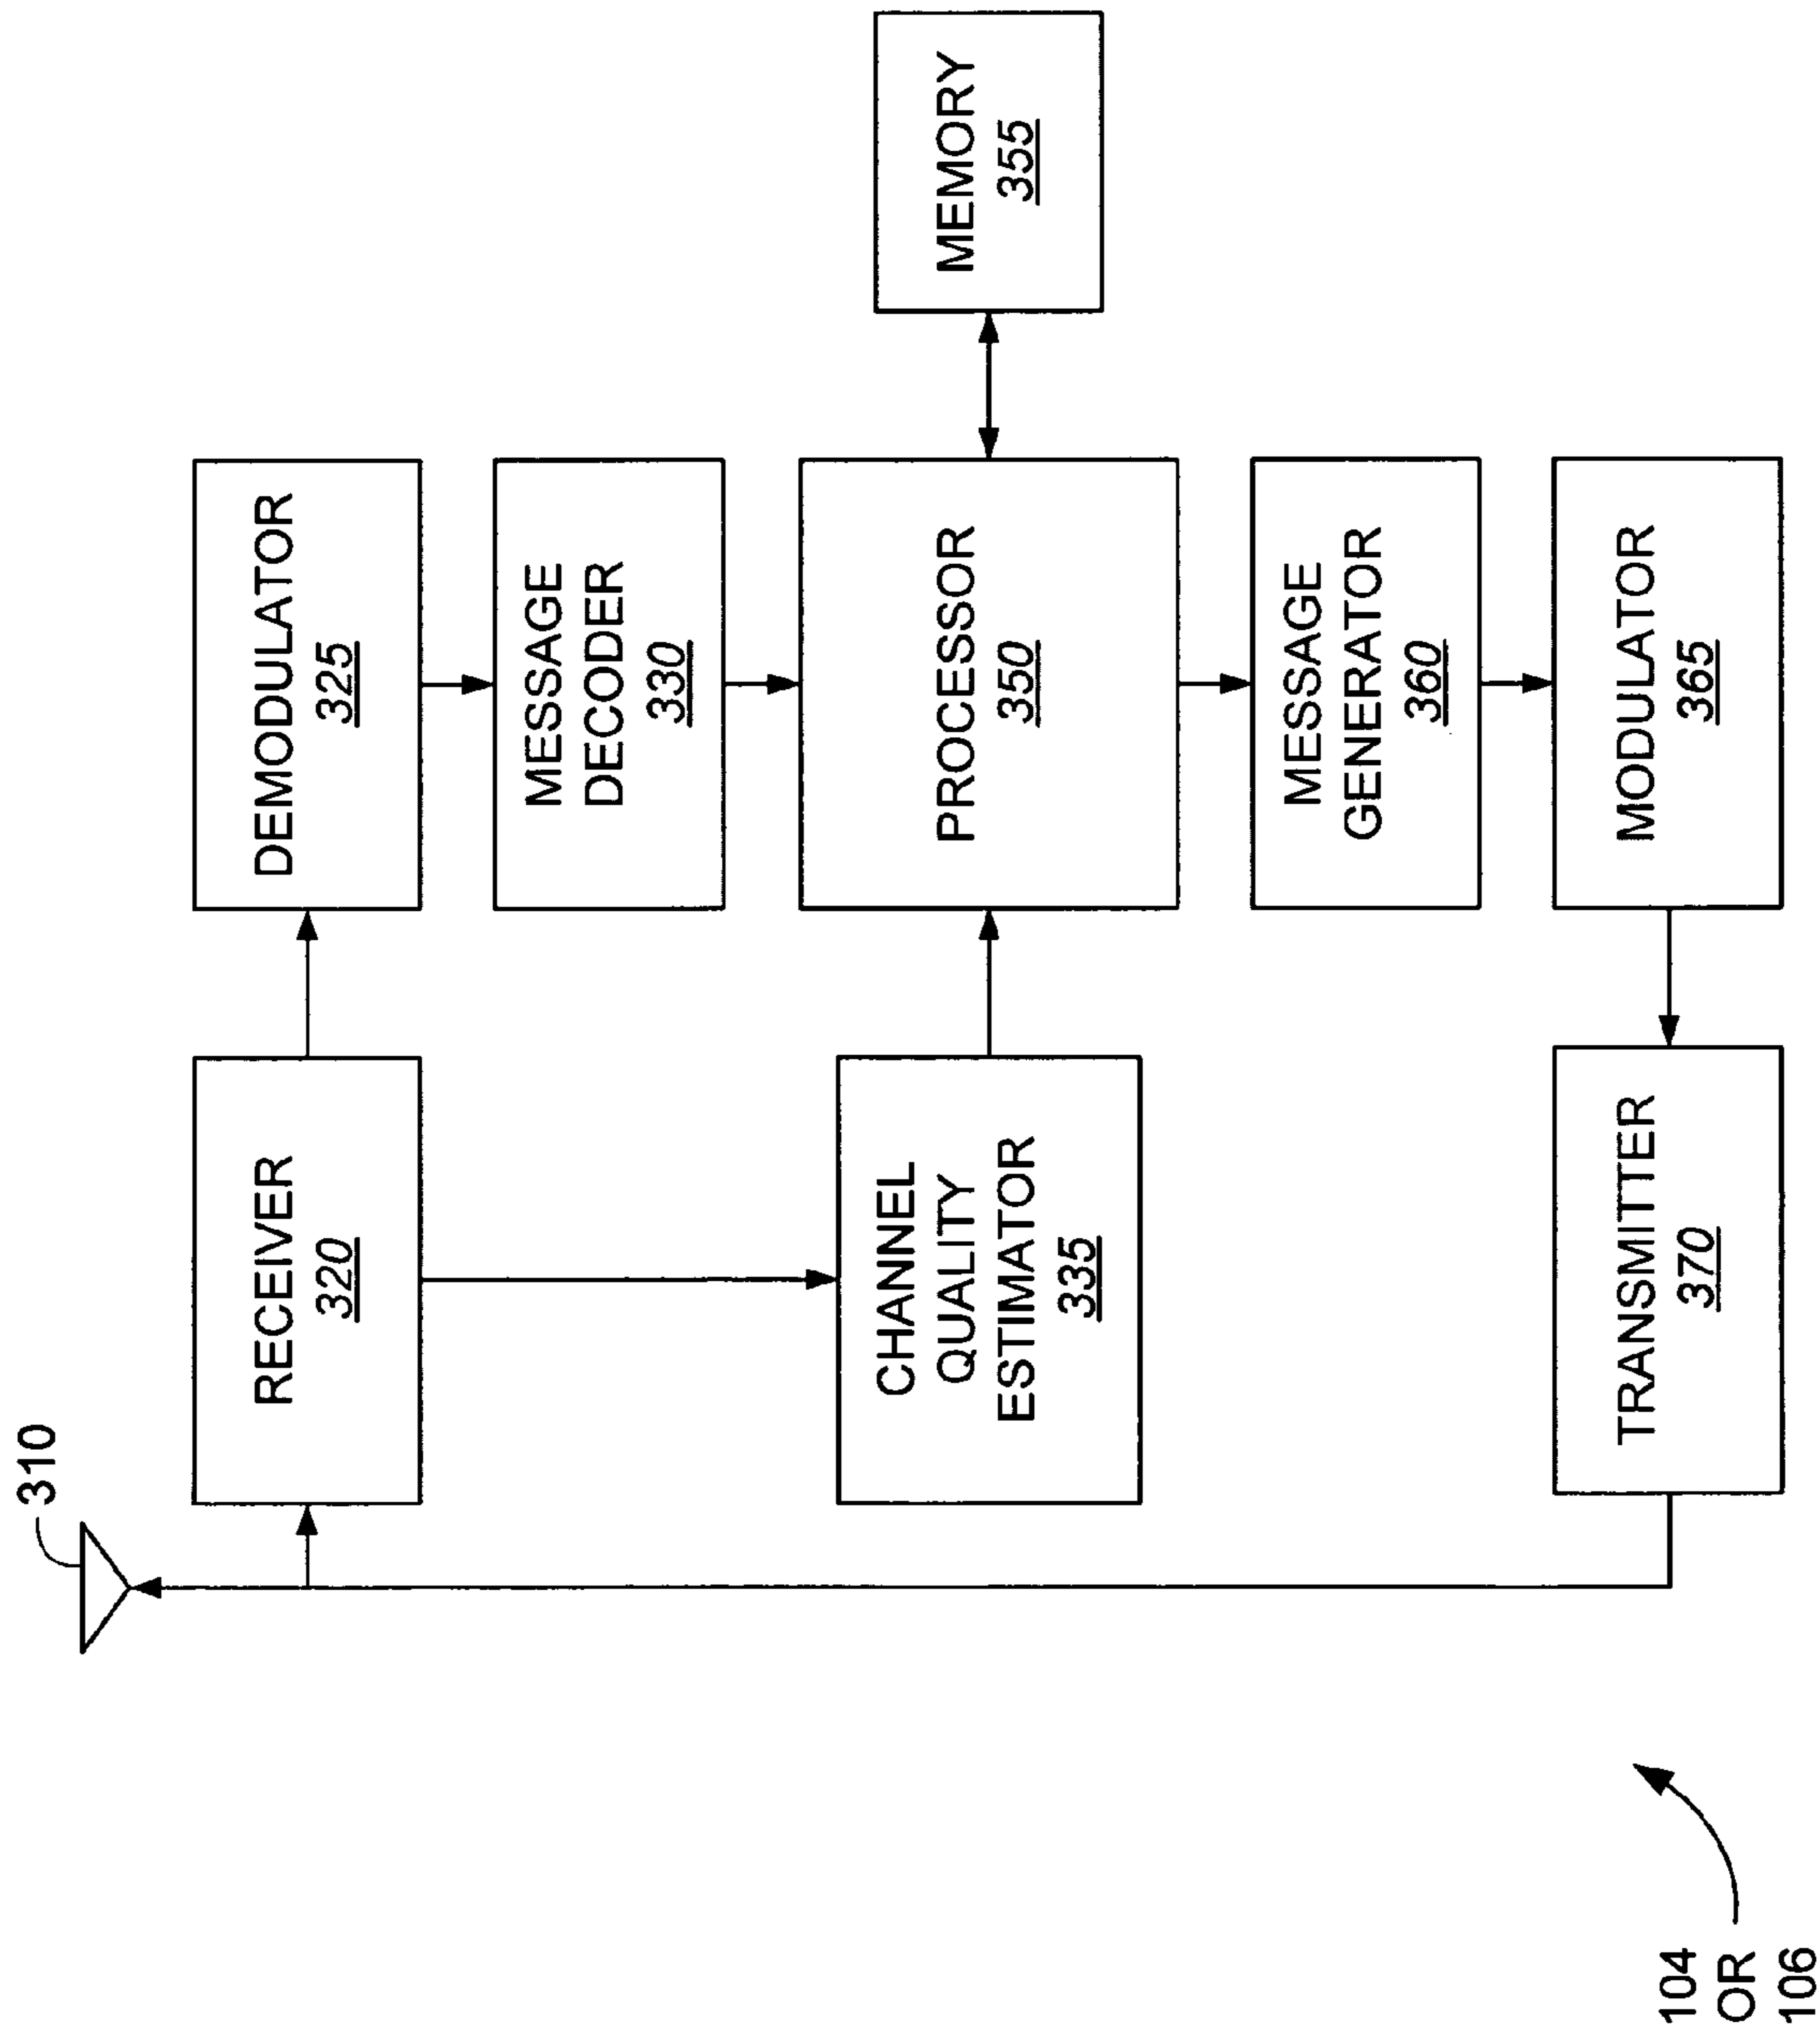 310
RECEIVER
320
DEMODULATOR
325
MESSAGE
DECODER
330
CHANNEL
QUALITY
ESTIMATOR
335
PROCESSOR
350
MEMORY
355
MESSAGE
GENERATOR
360
TRANSMITTER
370
MODULATOR
365
104
OR
106